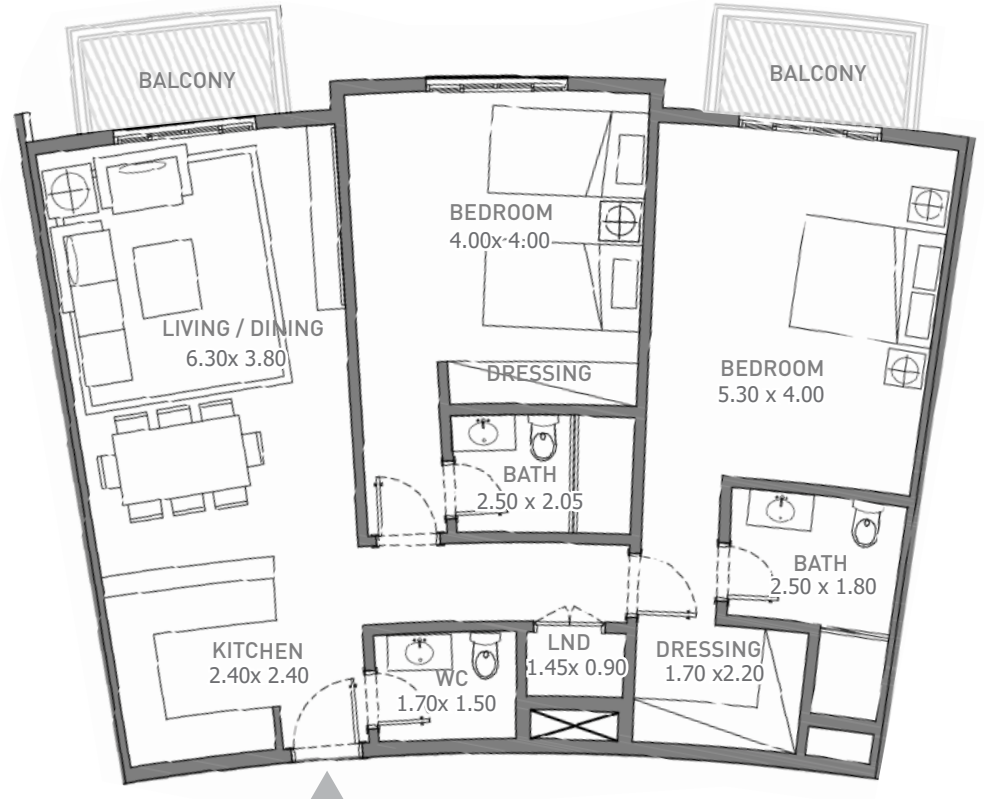 BALCONY
BALCONY
BEDROOM
4.00x 4.00
LIVING / DINING
6.30x 3.80
DRESSING
BEDROOM
5.30 x 4.00
BATH
2.50 x 2.05
BATH
2.50 x 1.80
KITCHEN
2.40x 2.40
WC
1.70x 1.50
LND
1.45x 0.90
DRESSING
1.70 x2.20